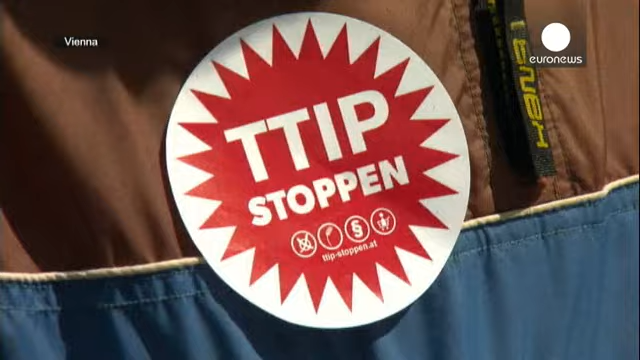 Vienna
euronews
TTIP
STOPPEN
§
ttip-stoppen.at